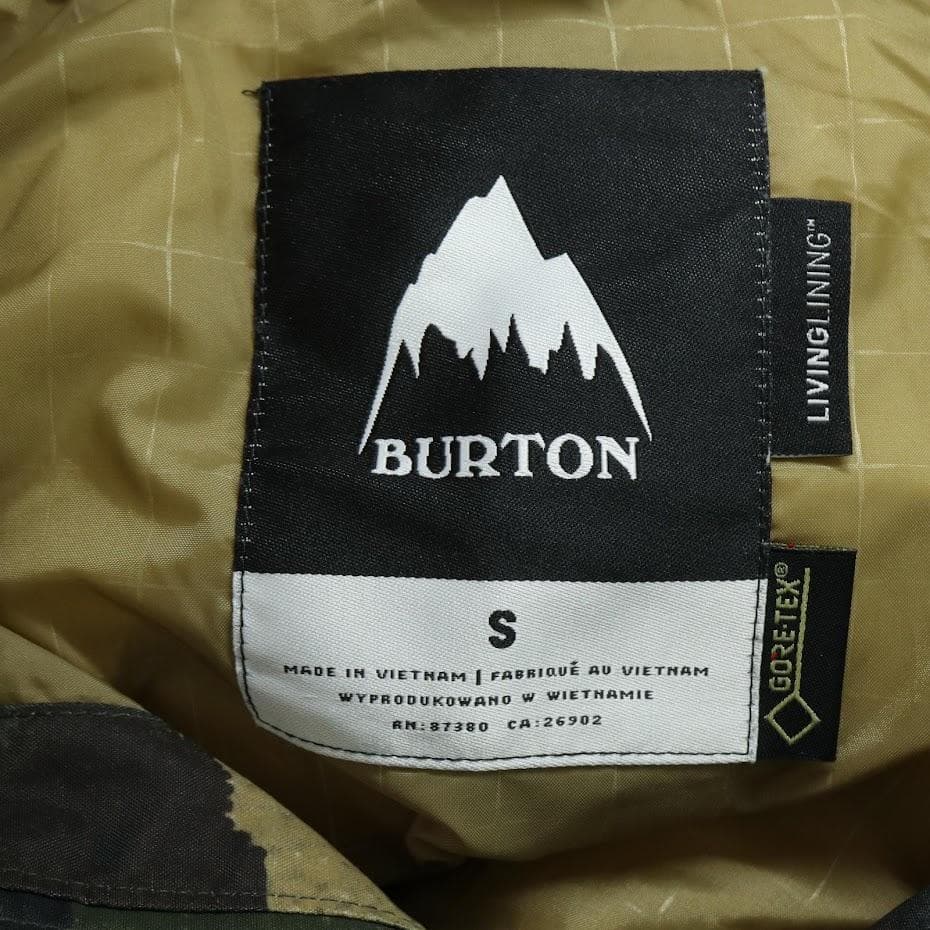 BURTON
LIVINGLINING™
GORE-TEX®
S
MADE IN VIETNAM | FABRIQUÉ AU VIETNAM
WYPRODUKOWANO W WIETNAMIE
RN:87380 CA:26902